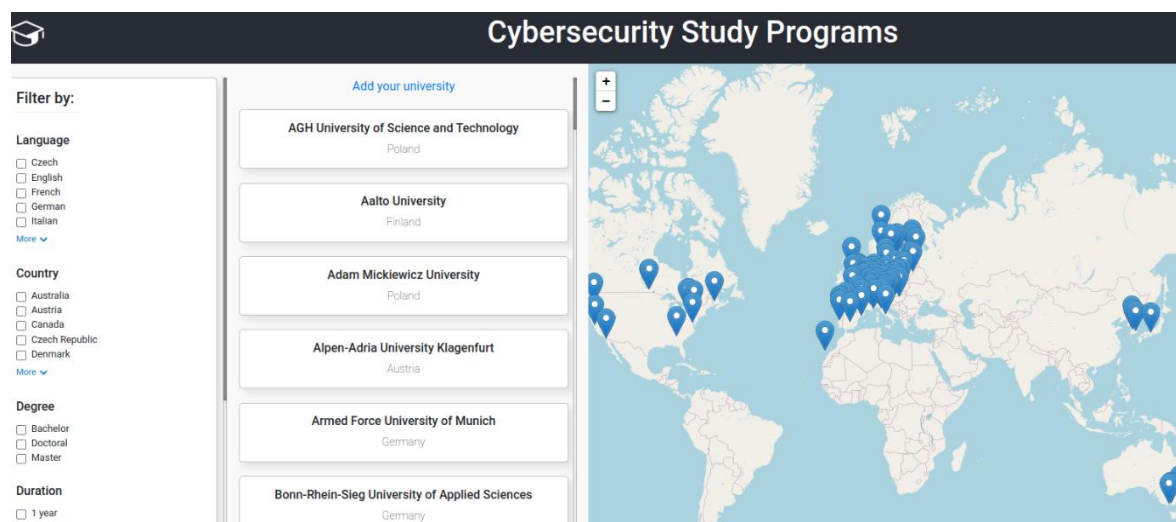 Cybersecurity Study Programs
Filter by:
Language
Czech
English
French
German
Italian
More
Country
Australia
Austria
Canada
Czech Republic
Denmark
More
Degree
Bachelor
Doctoral
Master
Duration
1 year
Add your university
AGH University of Science and Technology
Poland
Aalto University
Finland
Adam Mickiewicz University
Poland
Alpen-Adria University Klagenfurt
Austria
Armed Force University of Munich
Germany
Bonn-Rhein-Sieg University of Applied Sciences
Germany
+
−